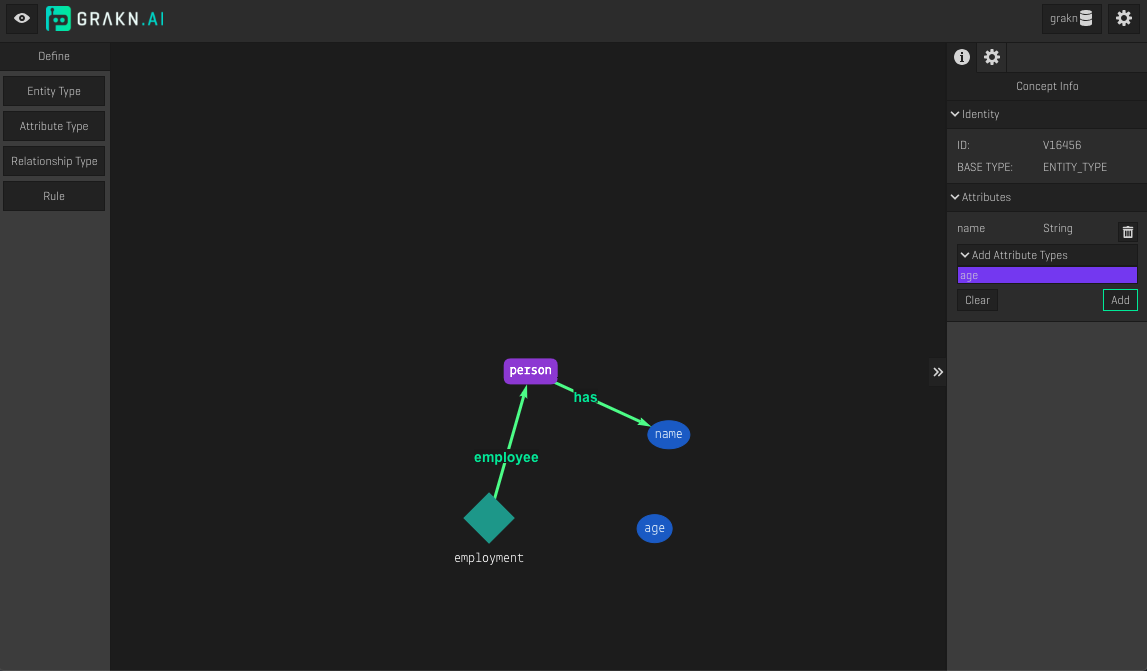 GRAKN.AI
grakn
Define
Entity Type
Attribute Type
Relationship Type
Rule
Concept Info
Identity
ID: V16456
BASE TYPE: ENTITY_TYPE
Attributes
name String
Add Attribute Types
age
Clear Add
person
has
name
employee
age
employment